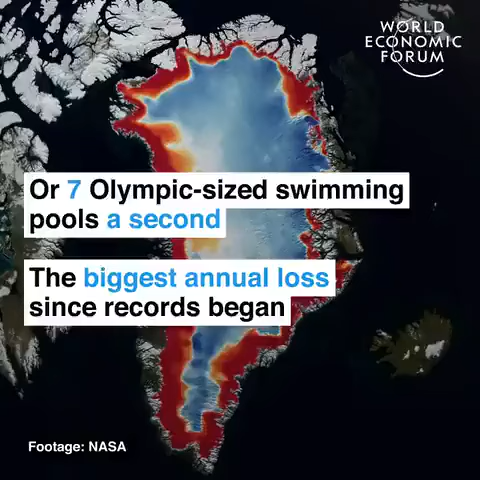 WORLD
ECONOMIC
FORUM
Or 7 Olympic-sized swimming
pools a second
The biggest annual loss
since records began
Footage: NASA